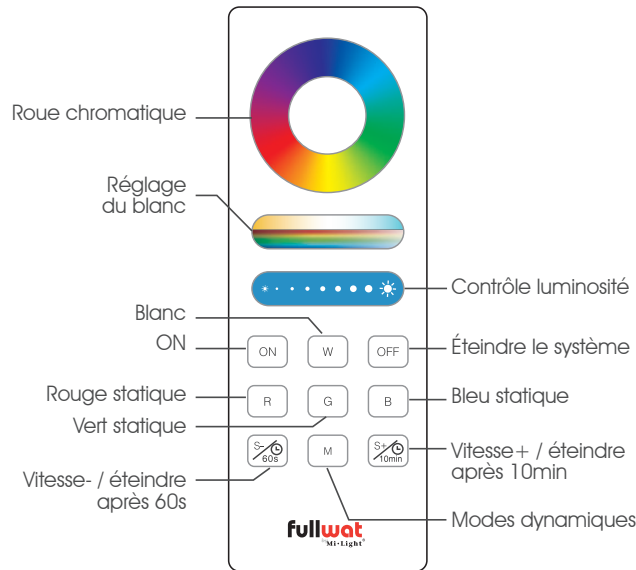 Roue chromatique
Réglage
du blanc
Contrôle luminosité
Blanc
ON
ON
W
OFF
Éteindre le système
Rouge statique
R
G
B
Bleu statique
Vert statique
S-
60s
M
S+
10min
Vitesse+ / éteindre
après 10min
Vitesse- / éteindre
après 60s
Modes dynamiques
fullwat
by Mi·Light®